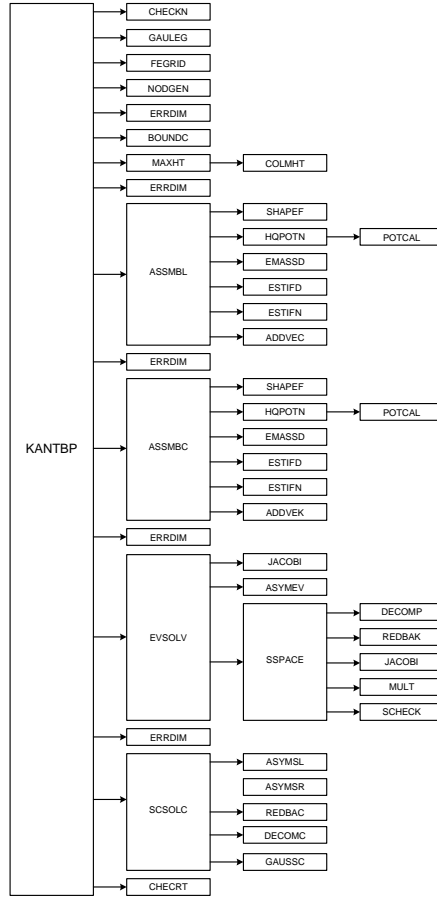 CHECKN
GAULEG
FEGRID
NODGEN
ERRDIM
BOUNDC
MAXHT COLMHT
ERRDIM
SHAPEF
HQPOTN POTCAL
EMASSD
ASSMBL
ESTIFD
ESTIFN
ADDVEC
ERRDIM
SHAPEF
HQPOTN POTCAL
EMASSD
KANTBP ASSMBC
ESTIFD
ESTIFN
ADDVEK
ERRDIM
JACOBI
ASYMEV
DECOMP
EVSOLV REDBAK
SSPACE JACOBI
MULT
SCHECK
ERRDIM
ASYMSL
ASYMSR
SCSOLC REDBAC
DECOMC
GAUSSC
CHECRT